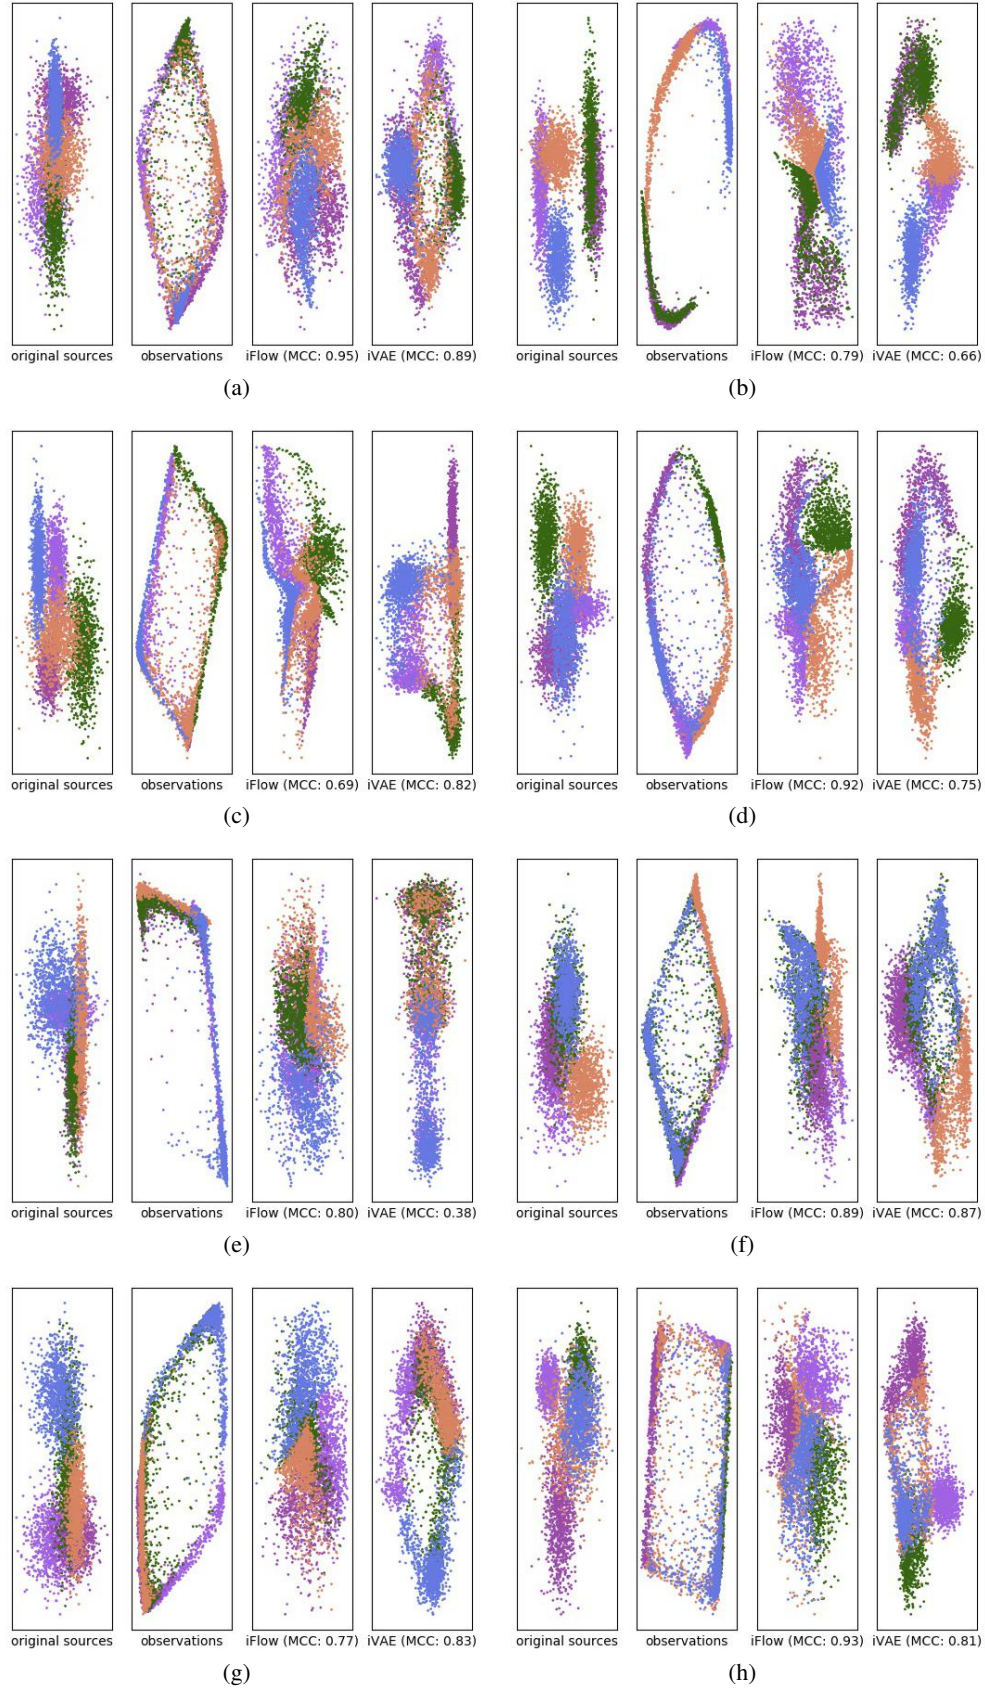 original sources observations iFlow (MCC: 0.95) iVAE (MCC: 0.89)
(a)
original sources observations iFlow (MCC: 0.79) iVAE (MCC: 0.66)
(b)
original sources observations iFlow (MCC: 0.69) iVAE (MCC: 0.82)
(c)
original sources observations iFlow (MCC: 0.92) iVAE (MCC: 0.75)
(d)
original sources observations iFlow (MCC: 0.80) iVAE (MCC: 0.38)
(e)
original sources observations iFlow (MCC: 0.89) iVAE (MCC: 0.87)
(f)
original sources observations iFlow (MCC: 0.77) iVAE (MCC: 0.83)
(g)
original sources observations iFlow (MCC: 0.93) iVAE (MCC: 0.81)
(h)